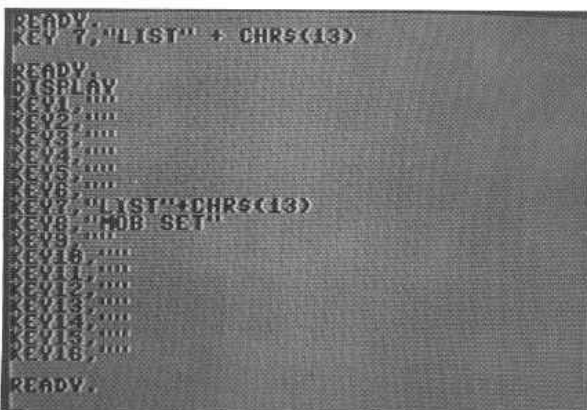 READY.
KEY 7,"LIST" + CHR$(13)
READY.
DISPLAY
KEY1,""
KEY2,""
KEY3,""
KEY4,""
KEY5,""
KEY6,""
KEY7,"LIST"+CHR$(13)
KEY8,"MOB SET"
KEY9,""
KEY10,""
KEY11,""
KEY12,""
KEY13,""
KEY14,""
KEY15,""
KEY16,""
READY.